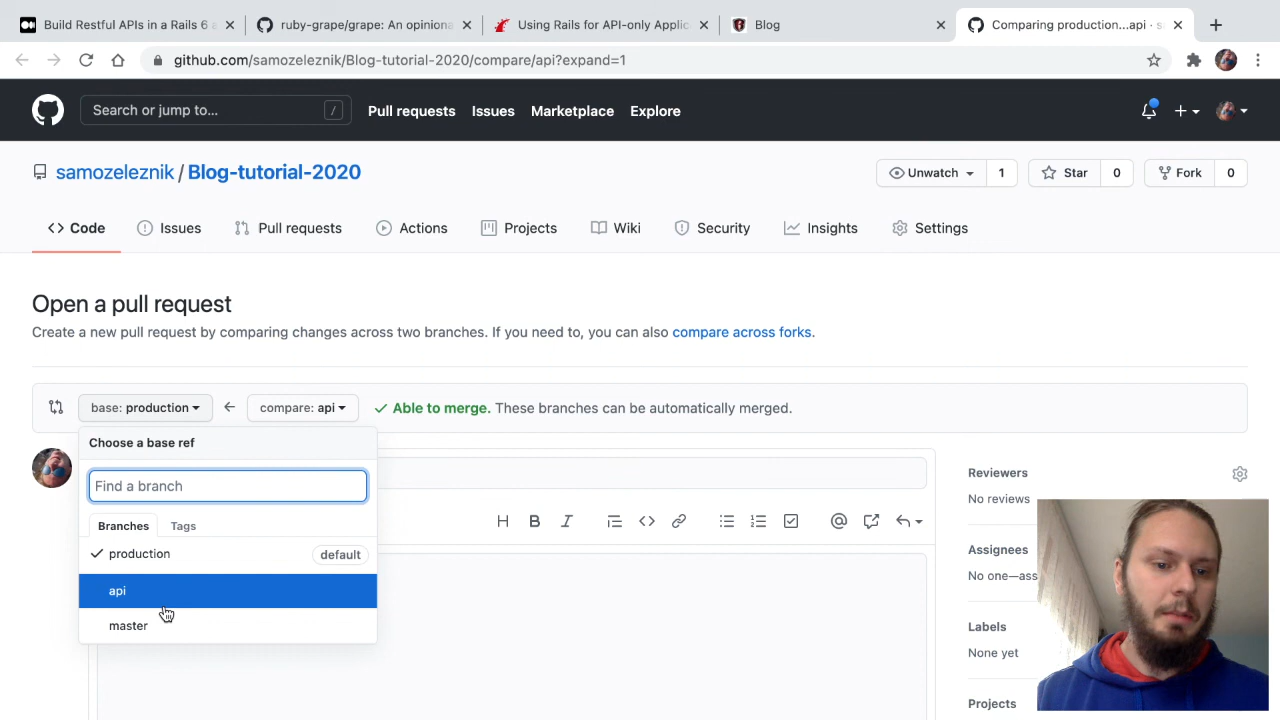 Build Restful APIs in a Rails 6 a
ruby-grape/grape: An opiniona
Using Rails for API-only Applic
Blog
Comparing production...api · s
github.com/samozeleznik/Blog-tutorial-2020/compare/api?expand=1
Search or jump to... /
Pull requests
Issues
Marketplace
Explore
samozeleznik / Blog-tutorial-2020
Unwatch 1
Star 0
Fork 0
Code
Issues
Pull requests
Actions
Projects
Wiki
Security
Insights
Settings
Open a pull request
Create a new pull request by comparing changes across two branches. If you need to, you can also compare across forks.
base: production
compare: api
Able to merge. These branches can be automatically merged.
Choose a base ref
Find a branch
Branches
Tags
production default
api
master
Reviewers
No reviews
Assignees
No one—ass
Labels
None yet
Projects